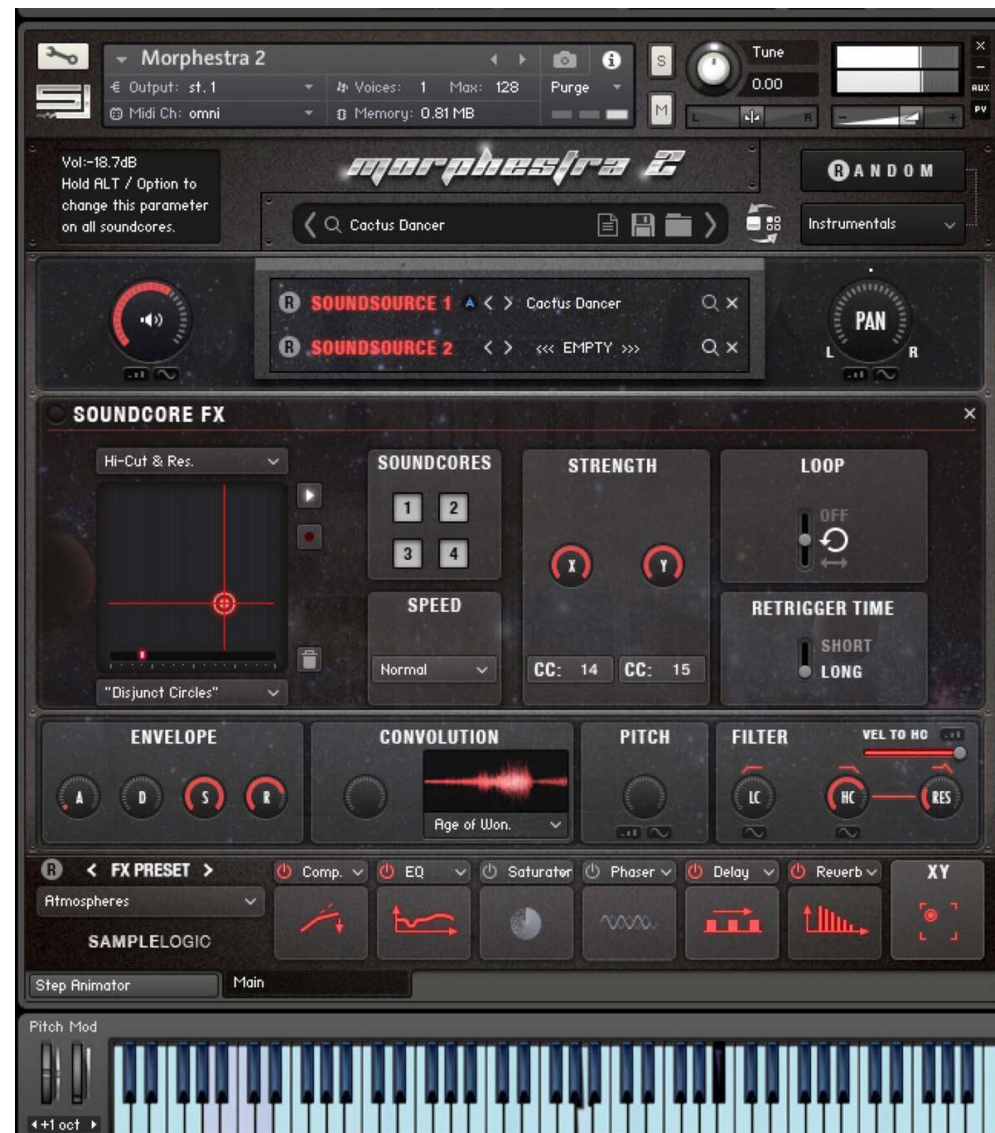 Morphestra 2
S
Tune
Output: st.1
Voices: 1 Max: 128
Purge
0.00
AUX
Midi Ch: omni
Memory: 0.81 MB
M
L
R
- +
PV
Vol:-18.7dB
Hold ALT / Option to
change this parameter
on all soundcores.
morphestra 2
RANDOM
Cactus Dancer
Instrumentals
R SOUNDSOURCE 1 A < > Cactus Dancer
R SOUNDSOURCE 2 < > <<< EMPTY >>>
PAN
L R
SOUNDCORE FX
Hi-Cut & Res.
SOUNDCORES
STRENGTH
LOOP
1 2
3 4
X Y
OFF
SPEED
RETRIGGER TIME
SHORT
LONG
Normal
CC: 14 CC: 15
"Disjunct Circles"
ENVELOPE
CONVOLUTION
PITCH
FILTER
VEL TO HC
A D S R
LC HC RES
Age of Won.
R < FX PRESET >
Comp. EQ Saturator Phaser Delay Reverb XY
Atmospheres
SAMPLELOGIC
Step Animator Main
Pitch Mod
+1 oct